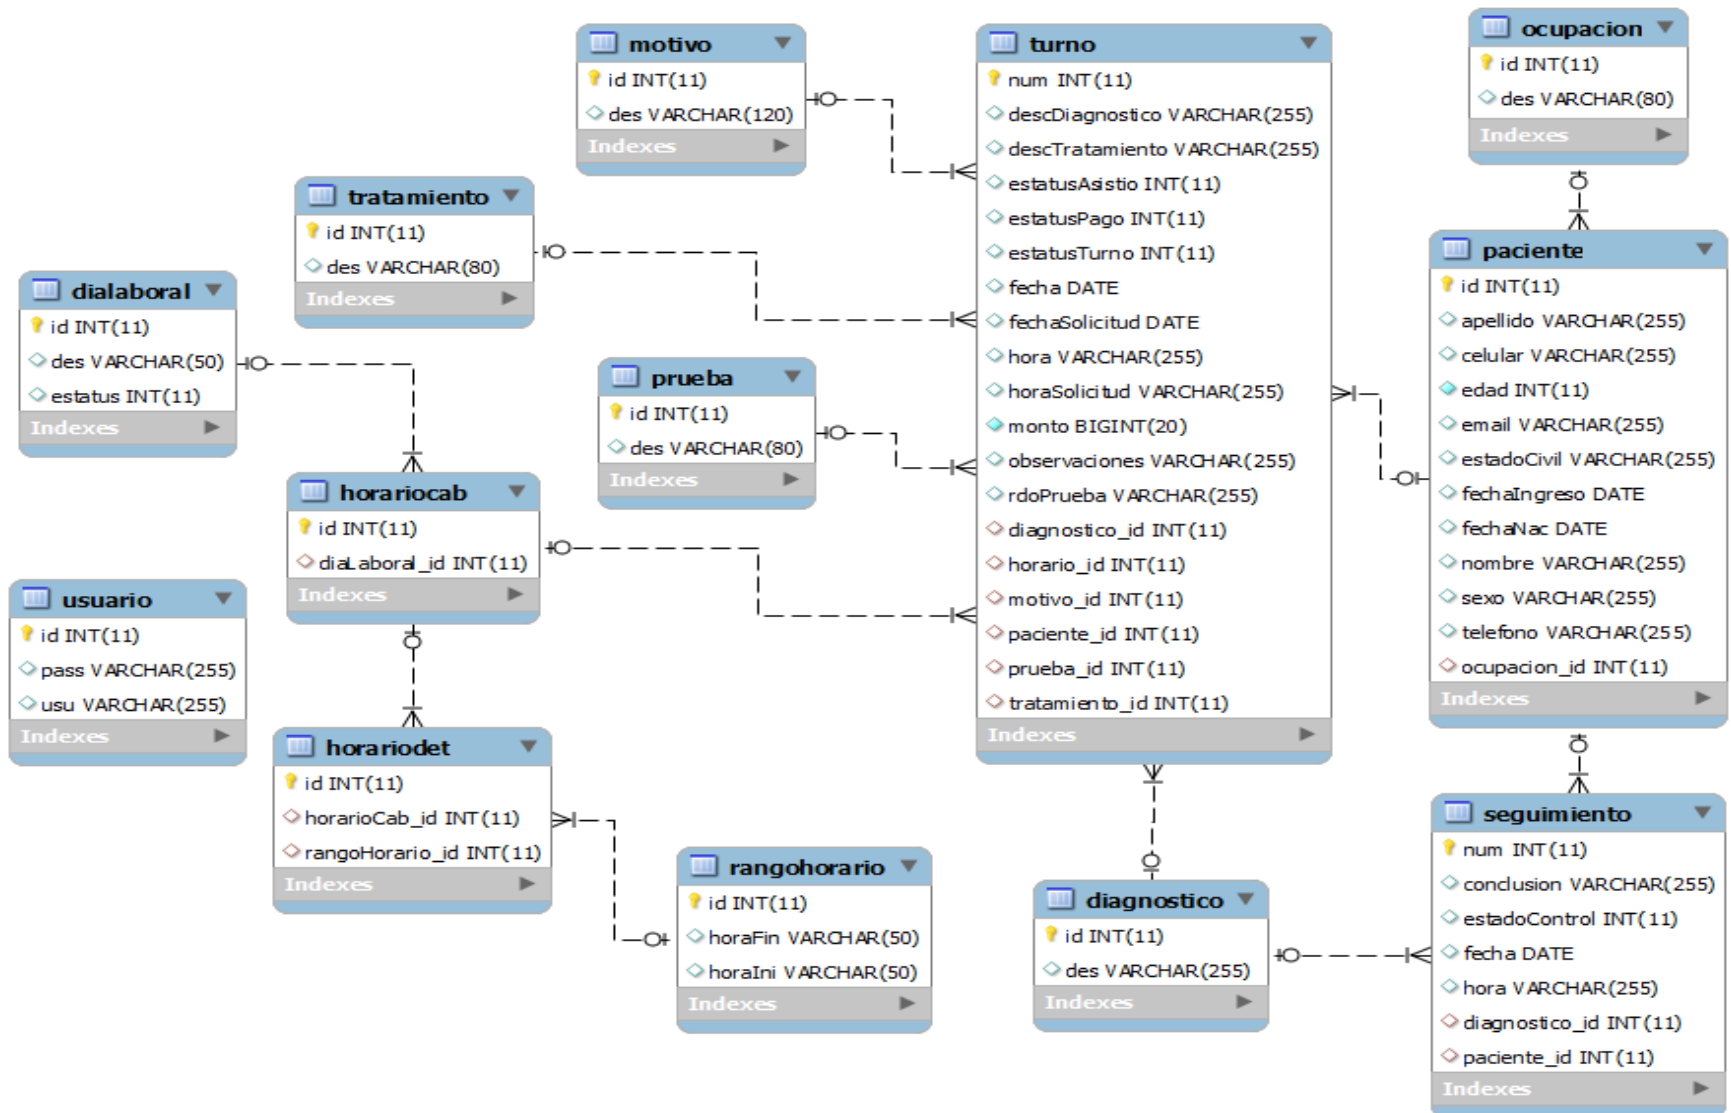 motivo
id INT(11)
des VARCHAR(120)
Indexes
turno
num INT(11)
descDiagnostico VARCHAR(255)
descTratamiento VARCHAR(255)
estatusAsistio INT(11)
estatusPago INT(11)
estatusTurno INT(11)
fecha DATE
fechaSolicitud DATE
hora VARCHAR(255)
horaSolicitud VARCHAR(255)
monto BIGINT(20)
observaciones VARCHAR(255)
rdoPrueba VARCHAR(255)
diagnostico_id INT(11)
horario_id INT(11)
motivo_id INT(11)
paciente_id INT(11)
prueba_id INT(11)
tratamiento_id INT(11)
Indexes
ocupacion
id INT(11)
des VARCHAR(80)
Indexes
tratamiento
id INT(11)
des VARCHAR(80)
Indexes
paciente
id INT(11)
apellido VARCHAR(255)
celular VARCHAR(255)
edad INT(11)
email VARCHAR(255)
estadoCivil VARCHAR(255)
fechaIngreso DATE
fechaNac DATE
nombre VARCHAR(255)
sexo VARCHAR(255)
telefono VARCHAR(255)
ocupacion_id INT(11)
Indexes
dialaboral
id INT(11)
des VARCHAR(50)
estatus INT(11)
Indexes
prueba
id INT(11)
des VARCHAR(80)
Indexes
horariocab
id INT(11)
diaLaboral_id INT(11)
Indexes
usuario
id INT(11)
pass VARCHAR(255)
usu VARCHAR(255)
Indexes
horariodet
id INT(11)
horarioCab_id INT(11)
rangoHorario_id INT(11)
Indexes
rangohorario
id INT(11)
horaFin VARCHAR(50)
horaIni VARCHAR(50)
Indexes
diagnostico
id INT(11)
des VARCHAR(255)
Indexes
seguimiento
num INT(11)
conclusion VARCHAR(255)
estadoControl INT(11)
fecha DATE
hora VARCHAR(255)
diagnostico_id INT(11)
paciente_id INT(11)
Indexes